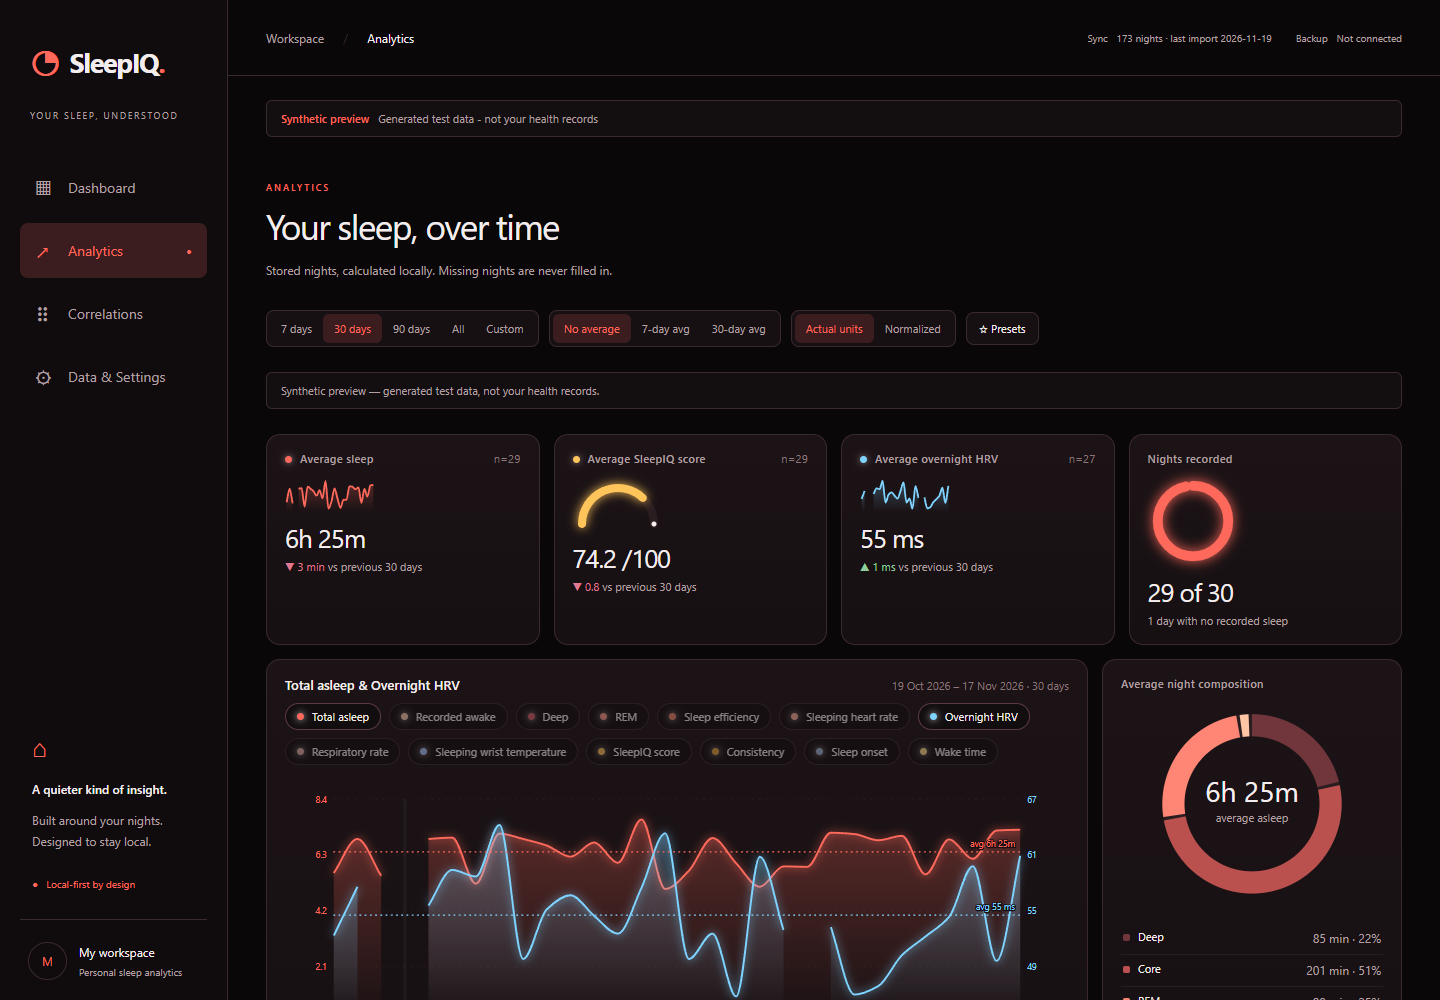 SleepIQ.
YOUR SLEEP, UNDERSTOOD
Dashboard
Analytics
Correlations
Data & Settings
A quieter kind of insight.
Built around your nights.
Designed to stay local.
Local-first by design
M
My workspace
Personal sleep analytics
Workspace / Analytics
Sync 173 nights · last import 2026-11-19 Backup Not connected
Synthetic preview Generated test data - not your health records
ANALYTICS
Your sleep, over time
Stored nights, calculated locally. Missing nights are never filled in.
7 days 30 days 90 days All Custom
No average 7-day avg 30-day avg
Actual units Normalized
☆ Presets
Synthetic preview — generated test data, not your health records.
Average sleep n=29
6h 25m
▼ 3 min vs previous 30 days
Average SleepIQ score n=29
74.2 /100
▼ 0.8 vs previous 30 days
Average overnight HRV n=27
55 ms
▲ 1 ms vs previous 30 days
Nights recorded
29 of 30
1 day with no recorded sleep
Total asleep & Overnight HRV 19 Oct 2026 – 17 Nov 2026 · 30 days
Total asleep Recorded awake Deep REM Sleep efficiency Sleeping heart rate Overnight HRV
Respiratory rate Sleeping wrist temperature SleepIQ score Consistency Sleep onset Wake time
8.4 67
avg 6h 25m
6.3 61
avg 55 ms
4.2 55
2.1 49
Average night composition
6h 25m
average asleep
Deep 85 min · 22%
Core 201 min · 51%